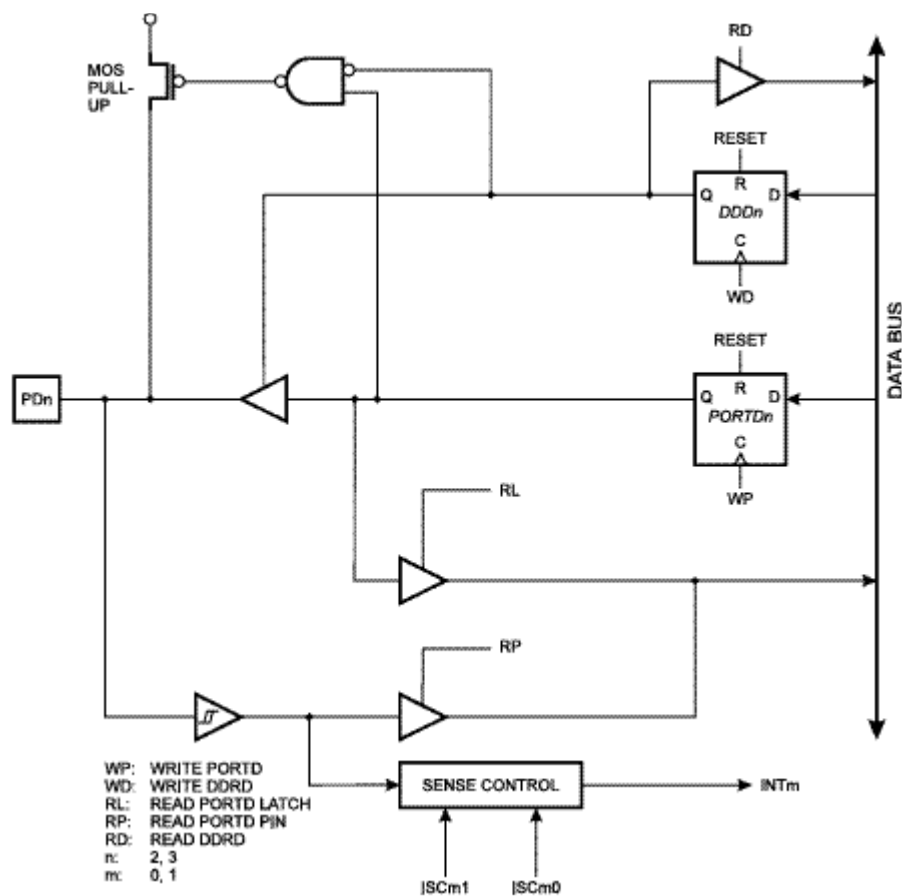 RD
MOS
PULL-
UP
RESET
Q
R
D
DDDn
C
WD
RESET
PDn
Q
R
D
PORTDn
C
WP
DATA BUS
RL
RP
WP: WRITE PORTD
WD: WRITE DDRD
RL: READ PORTD LATCH
RP: READ PORTD PIN
RD: READ DDRD
n: 2, 3
m: 0, 1
SENSE CONTROL
INTm
ISCm1
ISCm0